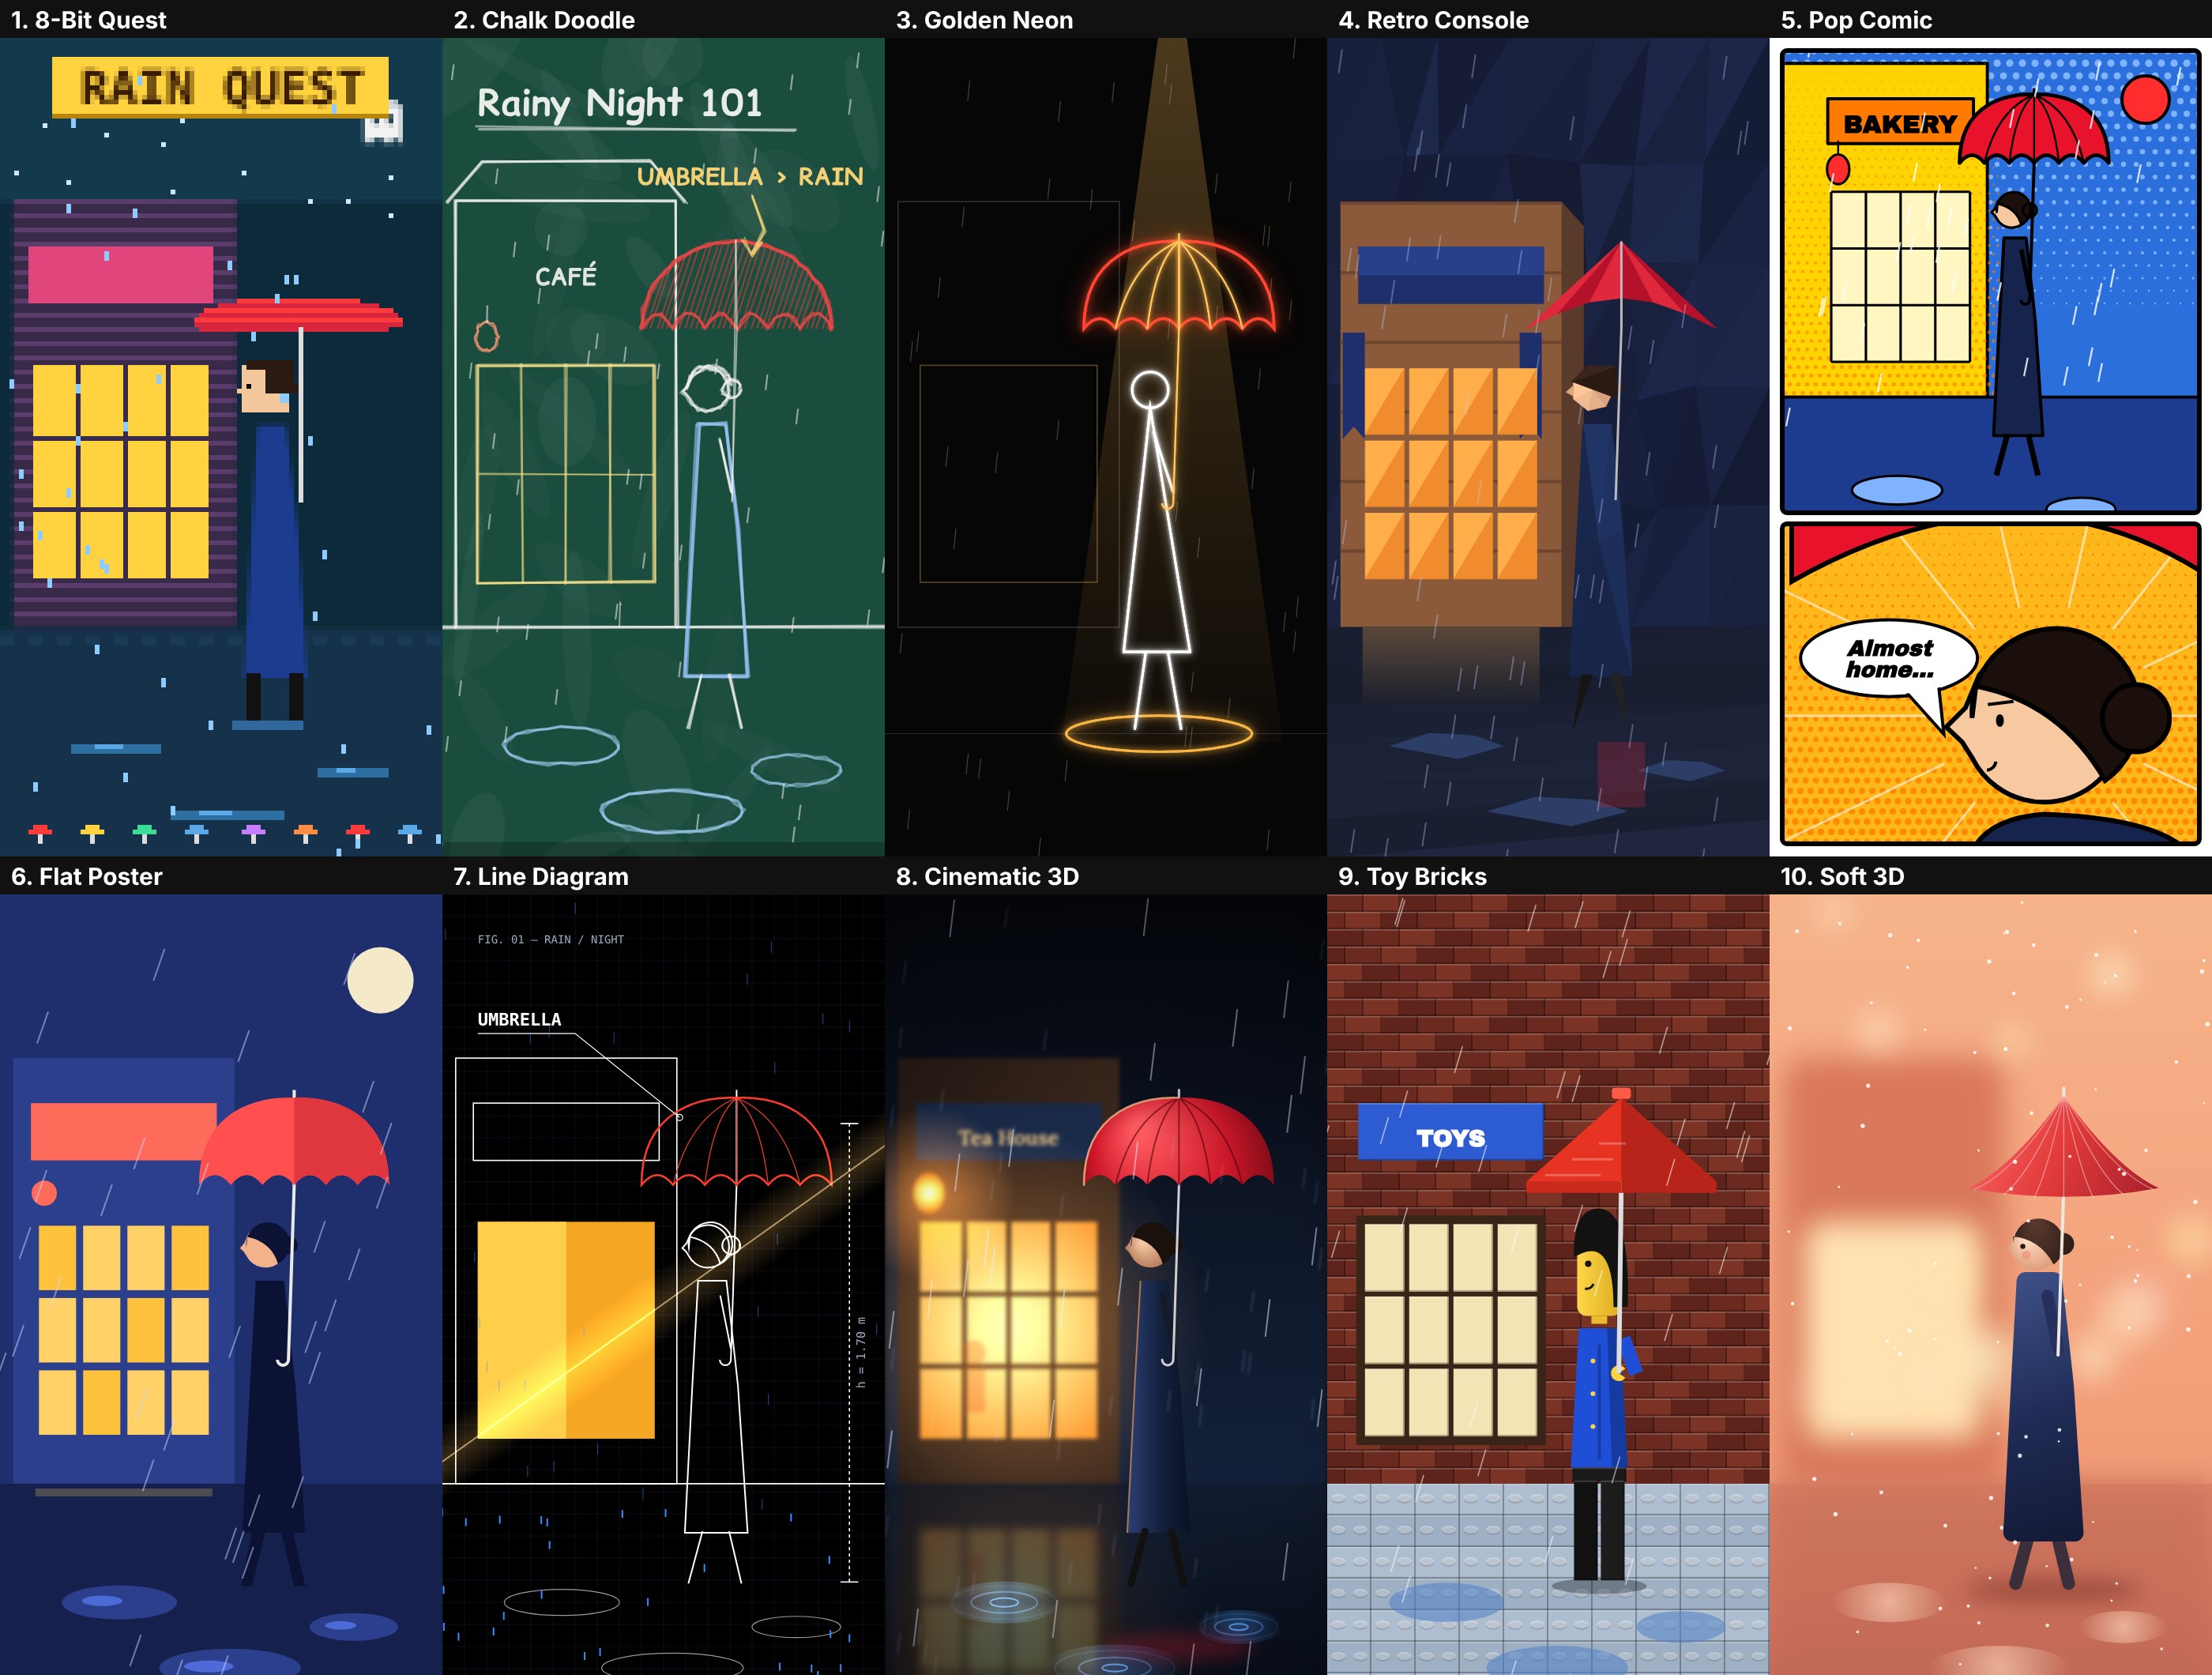 1. 8-Bit Quest
2. Chalk Doodle
3. Golden Neon
4. Retro Console
5. Pop Comic
RAIN QUEST
Rainy Night 101
UMBRELLA > RAIN
CAFÉ
BAKERY
Almost
home...
6. Flat Poster
7. Line Diagram
8. Cinematic 3D
9. Toy Bricks
10. Soft 3D
FIG. 01 — RAIN / NIGHT
UMBRELLA
h = 1.70 m
Tea House
TOYS